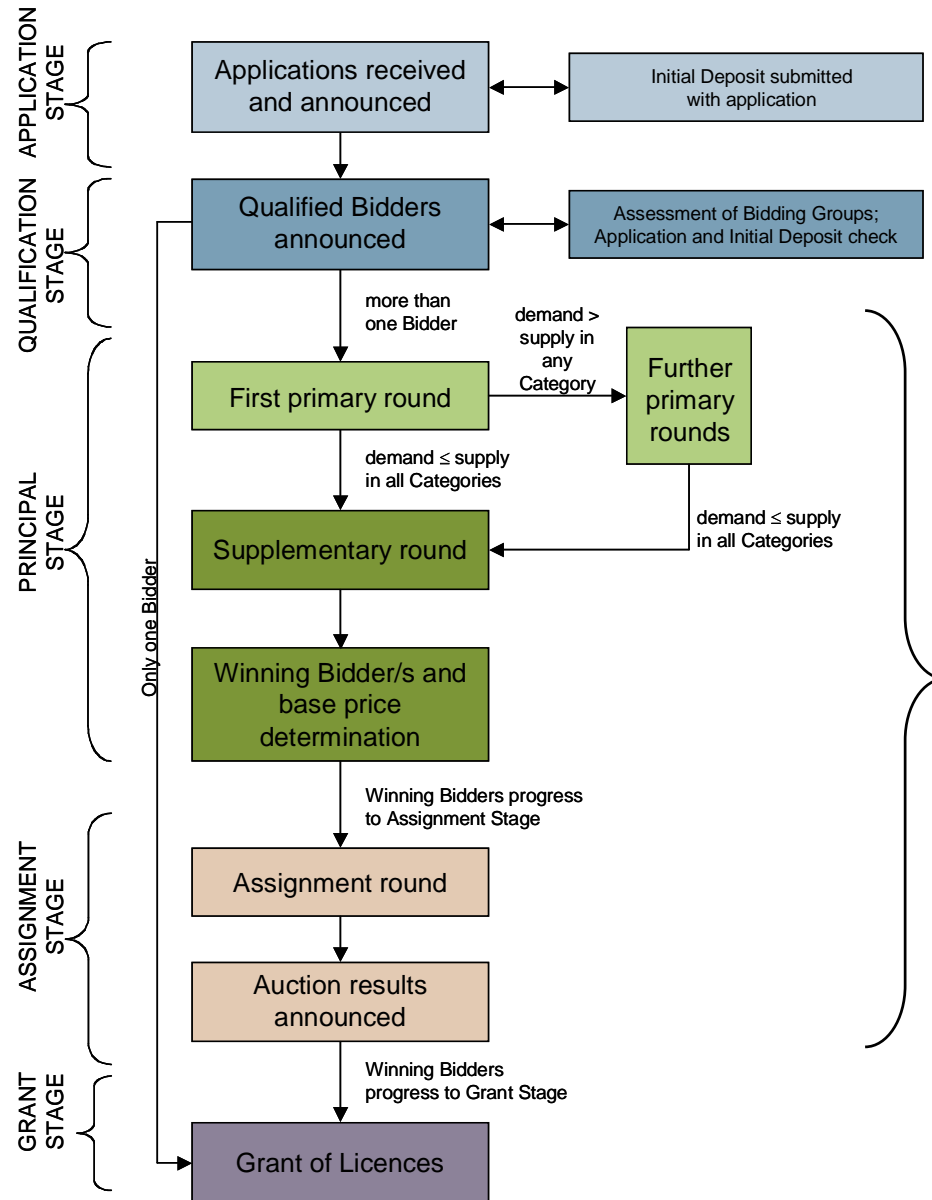 APPLICATION
STAGE
Applications received
and announced
Initial Deposit submitted
with application
QUALIFICATION
STAGE
Qualified Bidders
announced
Assessment of Bidding Groups;
Application and Initial Deposit check
more than
one Bidder
demand >
supply in
any
Category
PRINCIPAL
STAGE
First primary round
Further
primary
rounds
demand ≤ supply
in all Categories
demand ≤ supply
in all Categories
Supplementary round
Only one Bidder
Winning Bidder/s and
base price
determination
Winning Bidders progress
to Assignment Stage
ASSIGNMENT
STAGE
Assignment round
Auction results
announced
Winning Bidders
progress to Grant Stage
GRANT
STAGE
Grant of Licences